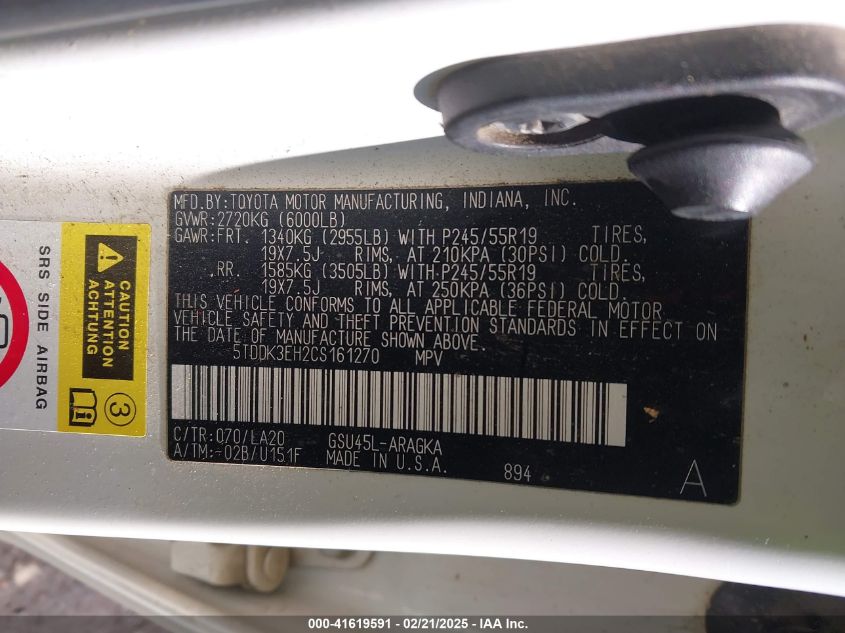 MFD.BY:TOYOTA MOTOR MANUFACTURING, INDIANA, INC.
GVWR:2720KG (6000LB)
GAWR:FRT. 1340KG (2955LB) WITH P245/55R19 TIRES,
19X7.5J RIMS, AT 210KPA (30PSI) COLD.
RR. 1585KG (3505LB) WITH P245/55R19 TIRES,
19X7.5J RIMS, AT 250KPA (36PSI) COLD.
THIS VEHICLE CONFORMS TO ALL APPLICABLE FEDERAL MOTOR
VEHICLE SAFETY AND THEFT PREVENTION STANDARDS IN EFFECT ON
THE DATE OF MANUFACTURE SHOWN ABOVE.
5TDDK3EH2CS161270 MPV
C/TR:070/LA20 GSU45L-ARAGKA
A/TM:-02B/U151F MADE IN U.S.A.
894
A
SRS SIDE AIRBAG
CAUTION
ATTENTION
ACHTUNG
3
000-41619591 - 02/21/2025 - IAA Inc.